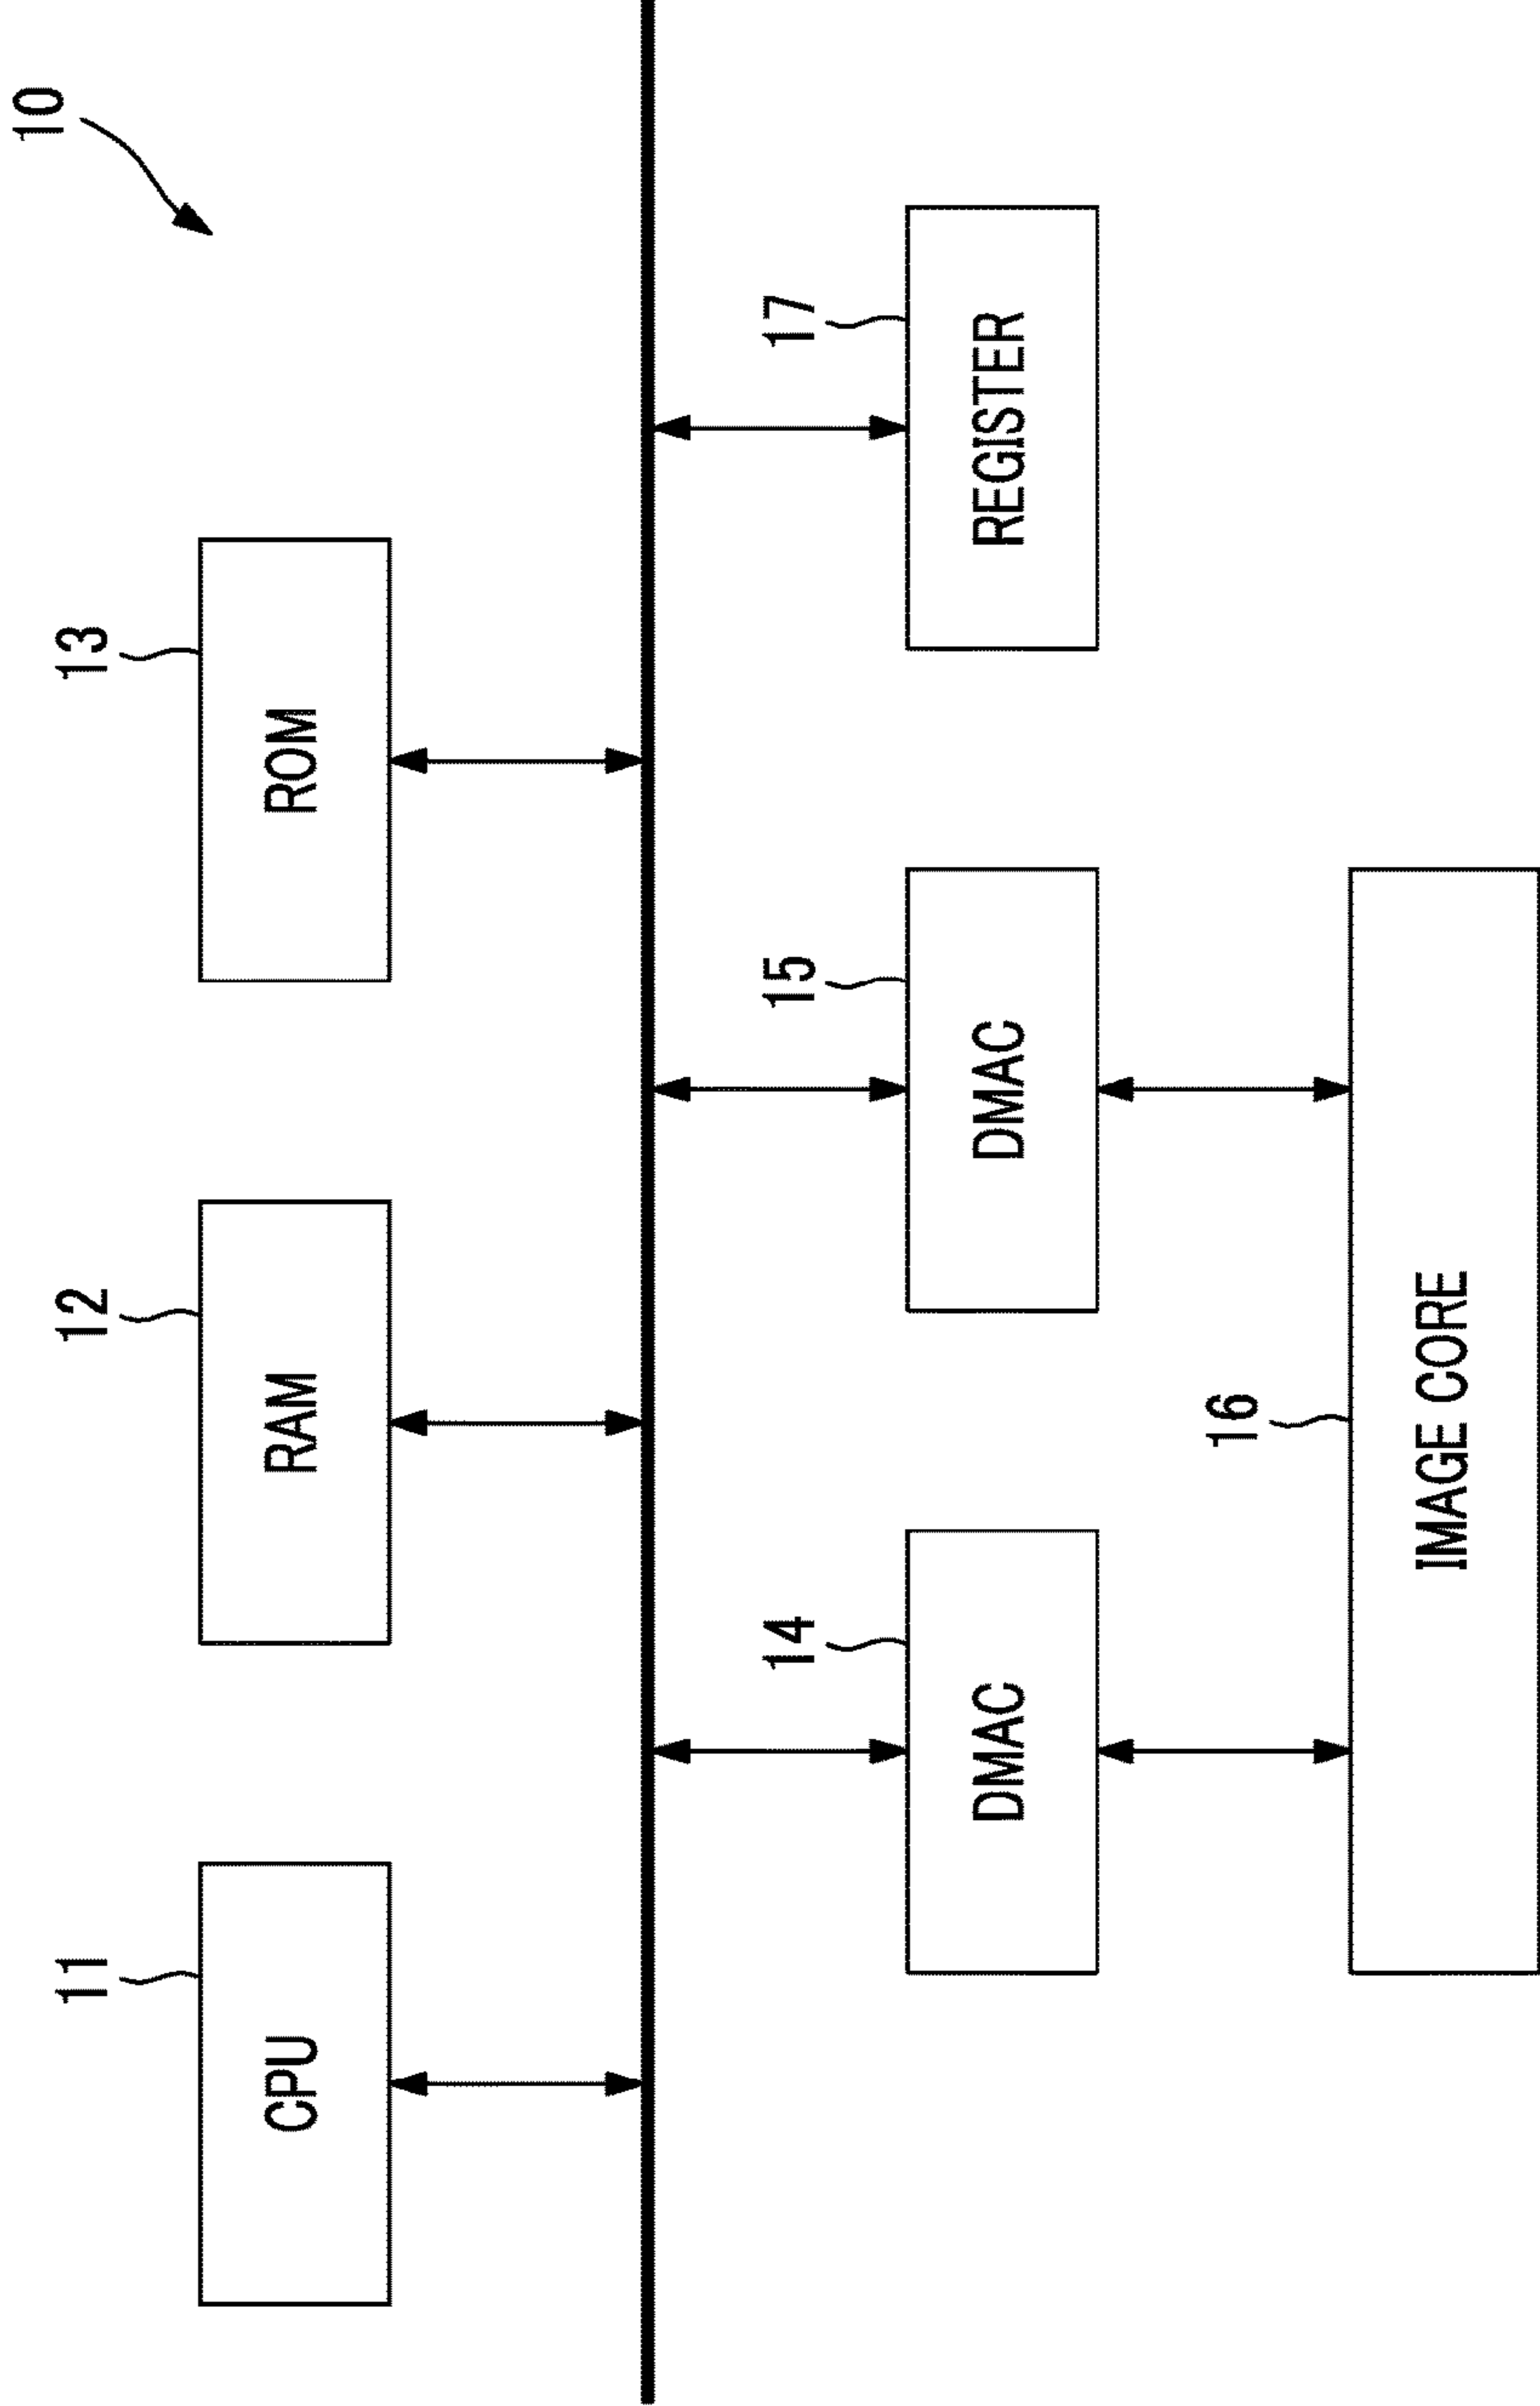 10
11
12
13
CPU
RAM
ROM
14
15
17
DMAC
DMAC
REGISTER
16
IMAGE CORE